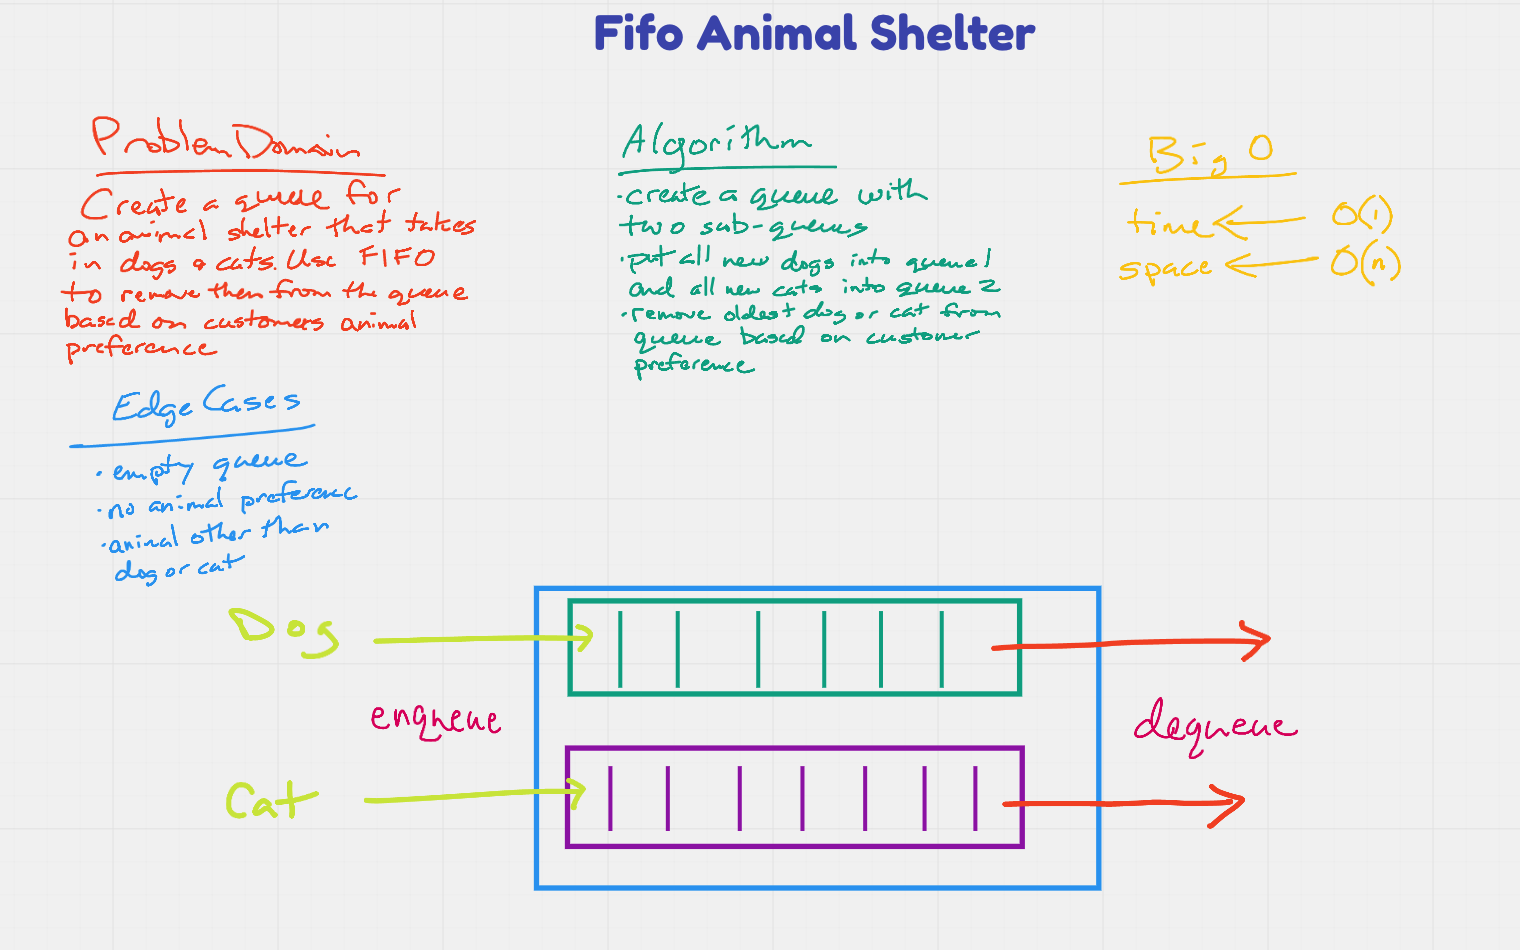 Fifo Animal Shelter
Problem Domain
Create a queue for
an animal shelter that takes
in dogs & cats. Use FIFO
to remove them from the queue
based on customers animal
preference
Edge Cases
· empty queue
· no animal preference
· animal other than
dog or cat
Algorithm
· create a queue with
two sub-queues
· put all new dogs into queue 1
and all new cats into queue 2
· remove oldest dog or cat from
queue based on customer
preference
Big O
time ← O(1)
space ← O(n)
Dog
enqueue
dequeue
Cat